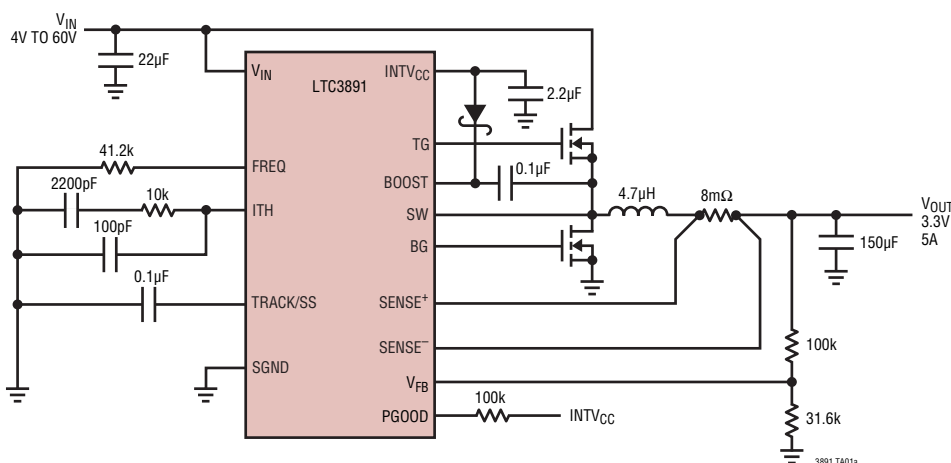 VIN
4V TO 60V
22µF
VIN
LTC3891
INTVCC
2.2µF
TG
41.2k
FREQ
BOOST
0.1µF
2200pF
10k
ITH
SW
4.7µH
8mΩ
VOUT
3.3V
5A
100pF
BG
150µF
0.1µF
TRACK/SS
SENSE+
SENSE–
100k
SGND
VFB
100k
PGOOD
INTVCC
31.6k
3891 TA01a